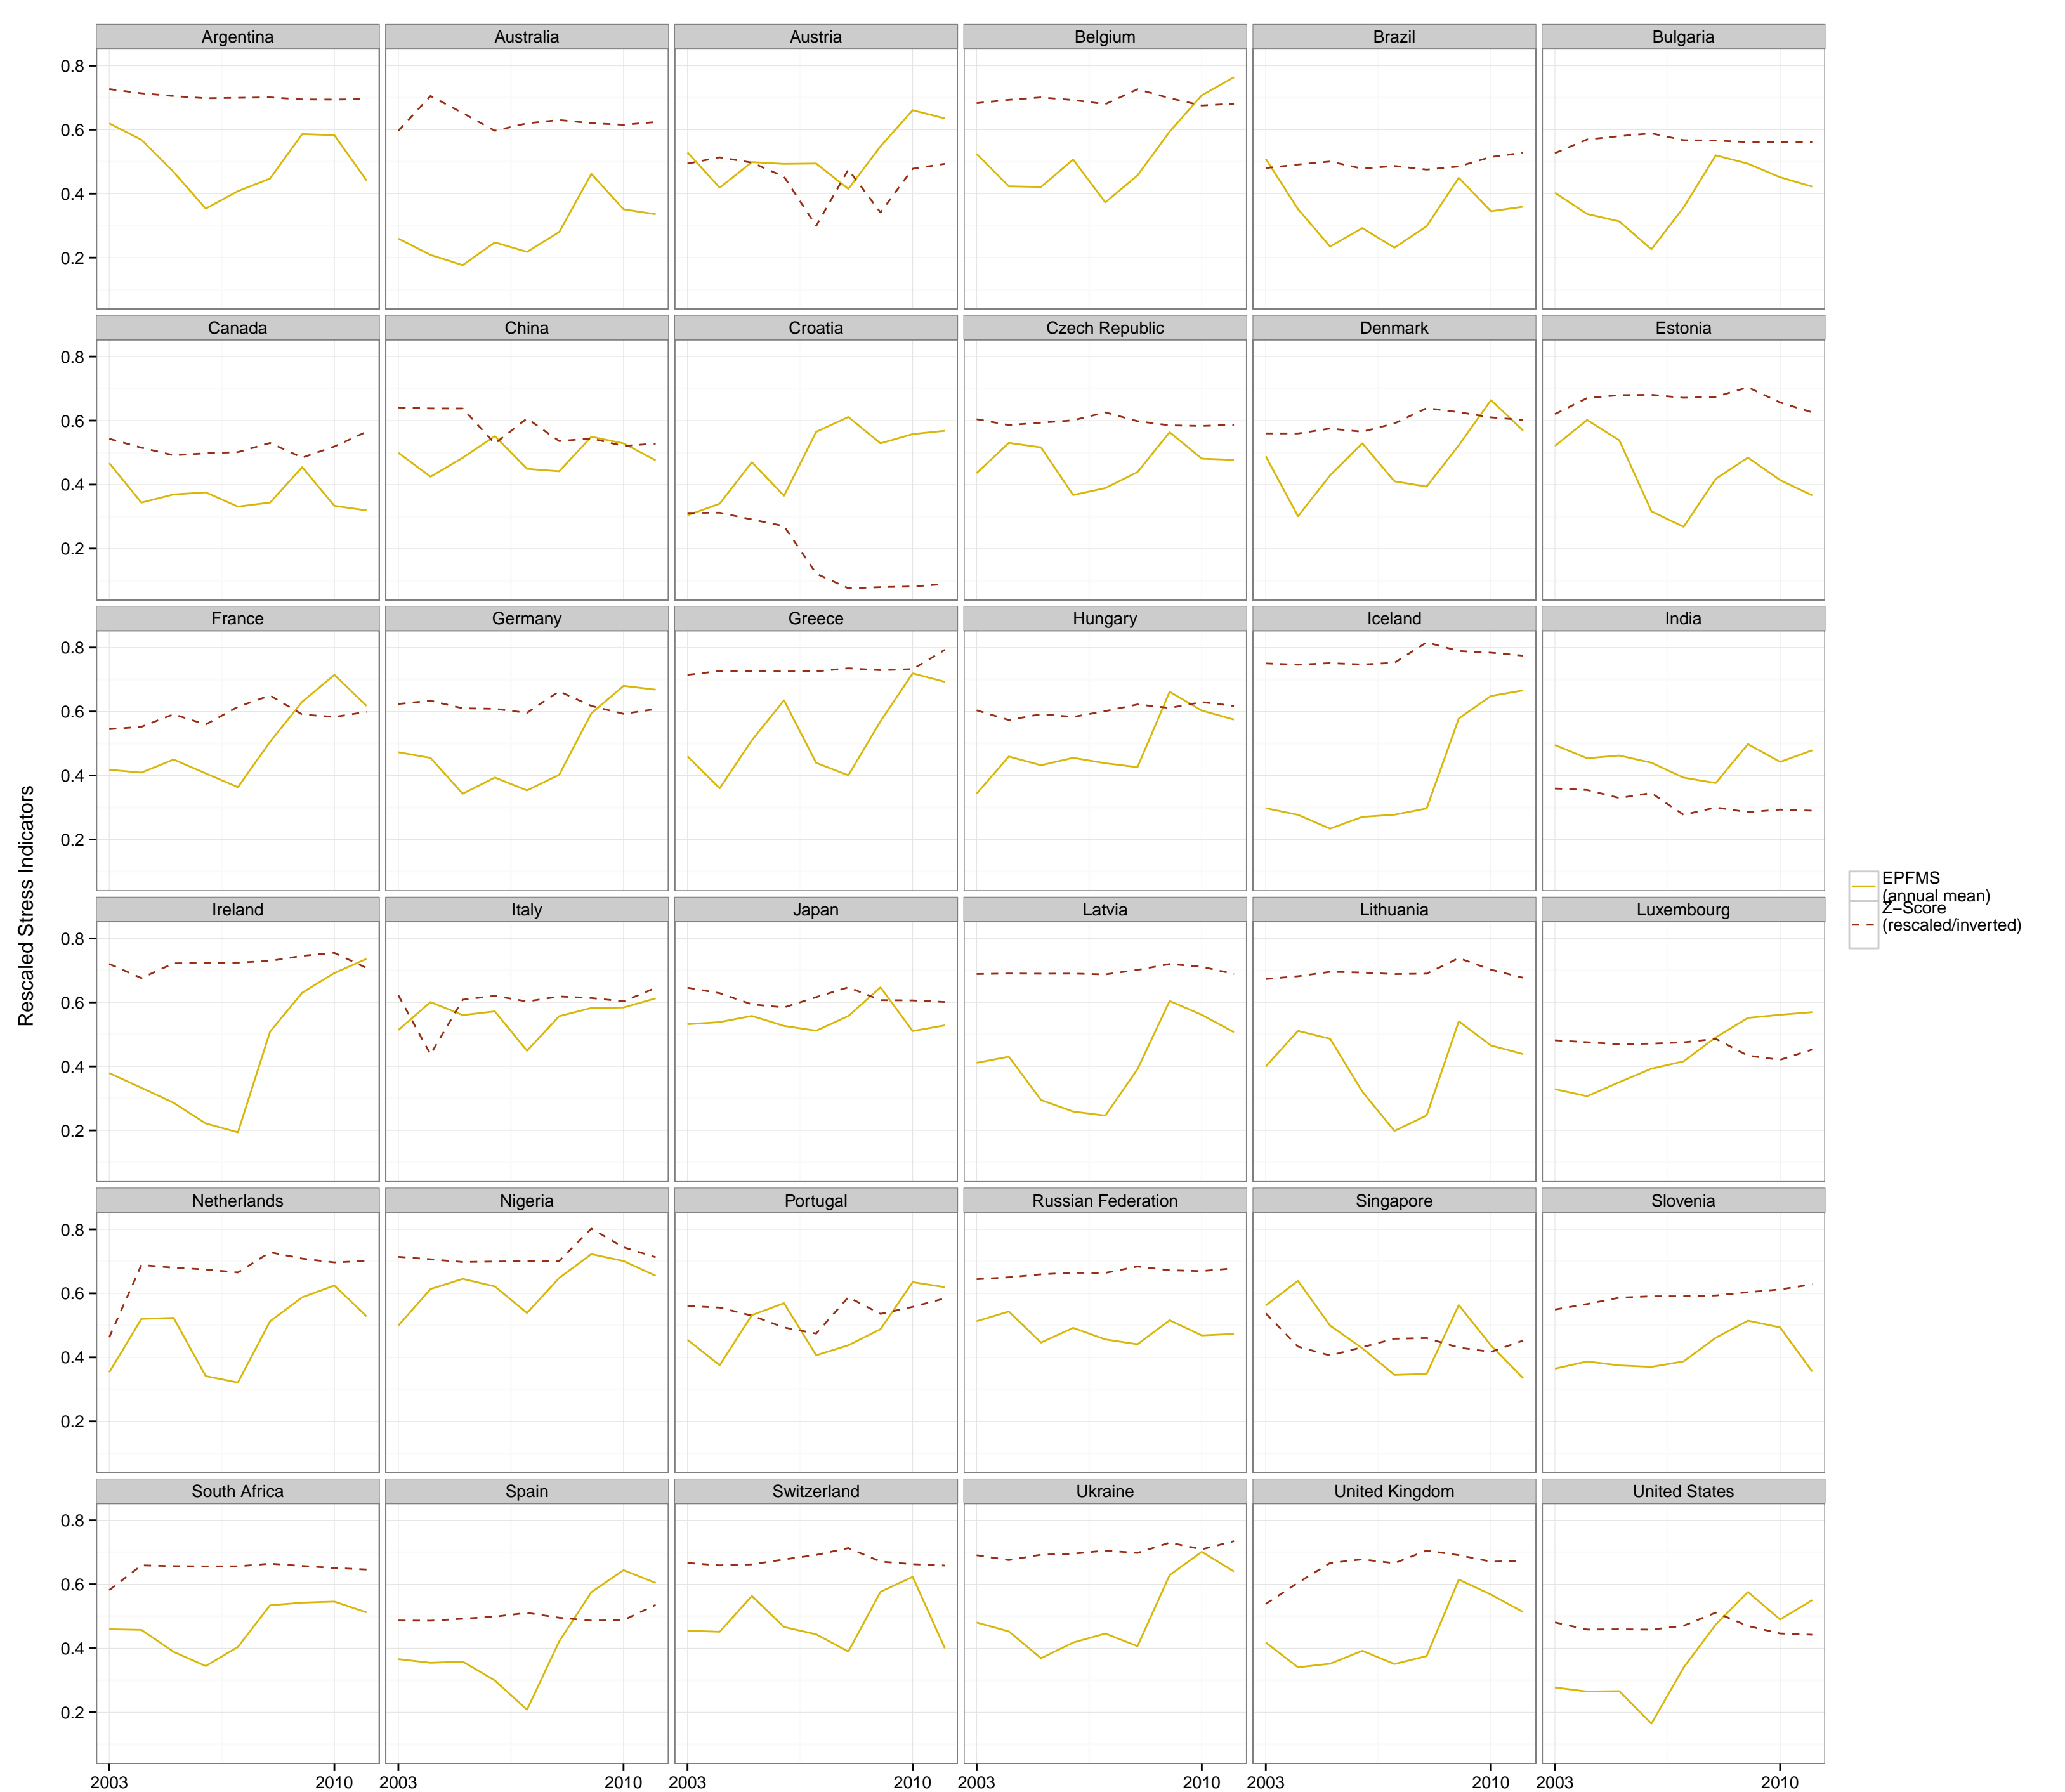 Argentina Australia Austria Belgium Brazil Bulgaria
0.8
0.6
0.4
0.2
Canada China Croatia Czech Republic Denmark Estonia
0.8
0.6
0.4
0.2
France Germany Greece Hungary Iceland India
0.8
0.6
0.4
0.2
Ireland Italy Japan Latvia Lithuania Luxembourg
0.8
0.6
0.4
0.2
Netherlands Nigeria Portugal Russian Federation Singapore Slovenia
0.8
0.6
0.4
0.2
South Africa Spain Switzerland Ukraine United Kingdom United States
0.8
0.6
0.4
0.2
2003 2010 2003 2010 2003 2010 2003 2010 2003 2010 2003 2010
Rescaled Stress Indicators
EPFMS
(annual mean)
Z−Score
(rescaled/inverted)